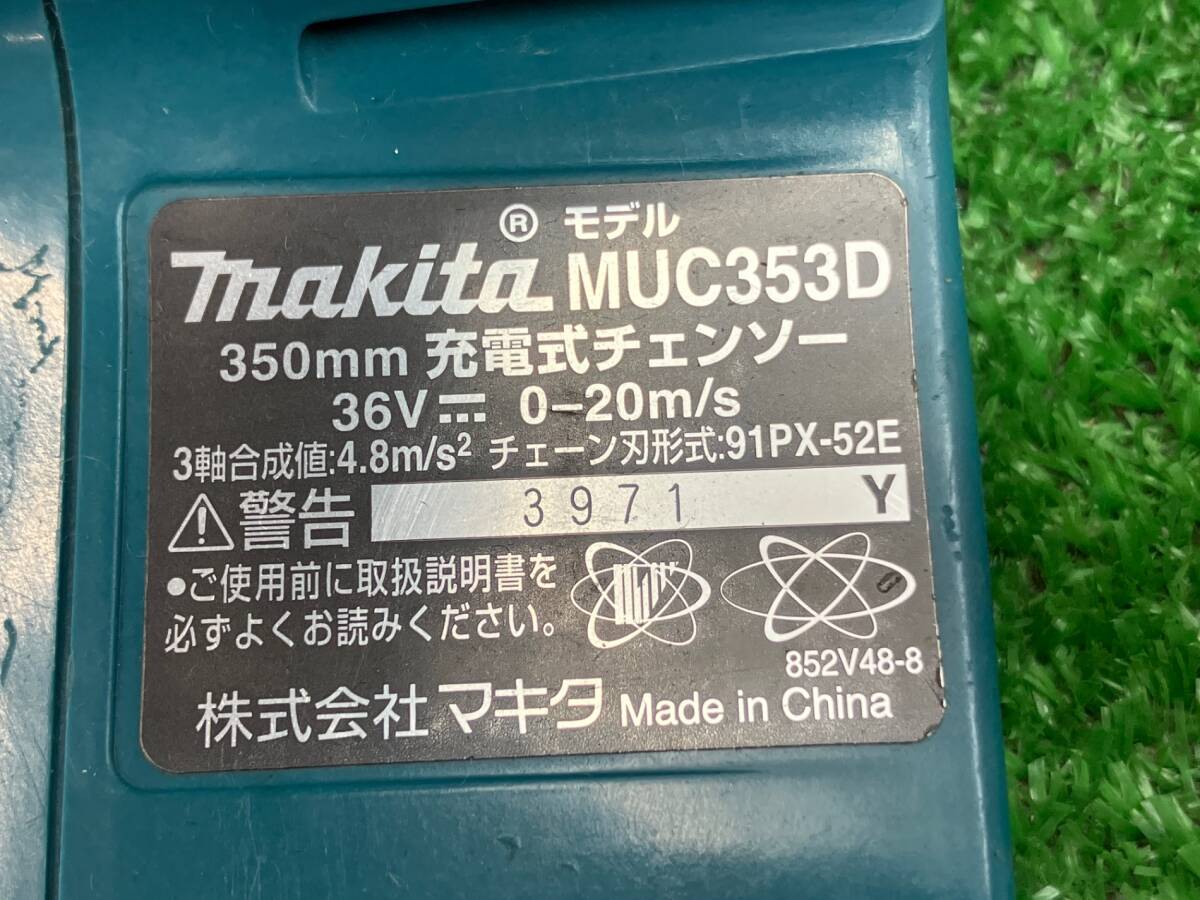 ® モデル
makita MUC353D
350mm 充電式チェンソー
36V⎓ 0–20m/s
3軸合成値:4.8m/s² チェーン刃形式:91PX-52E
⚠警告 3971 Y
●ご使用前に取扱説明書を
必ずよくお読みください。
852V48-8
株式会社マキタ Made in China